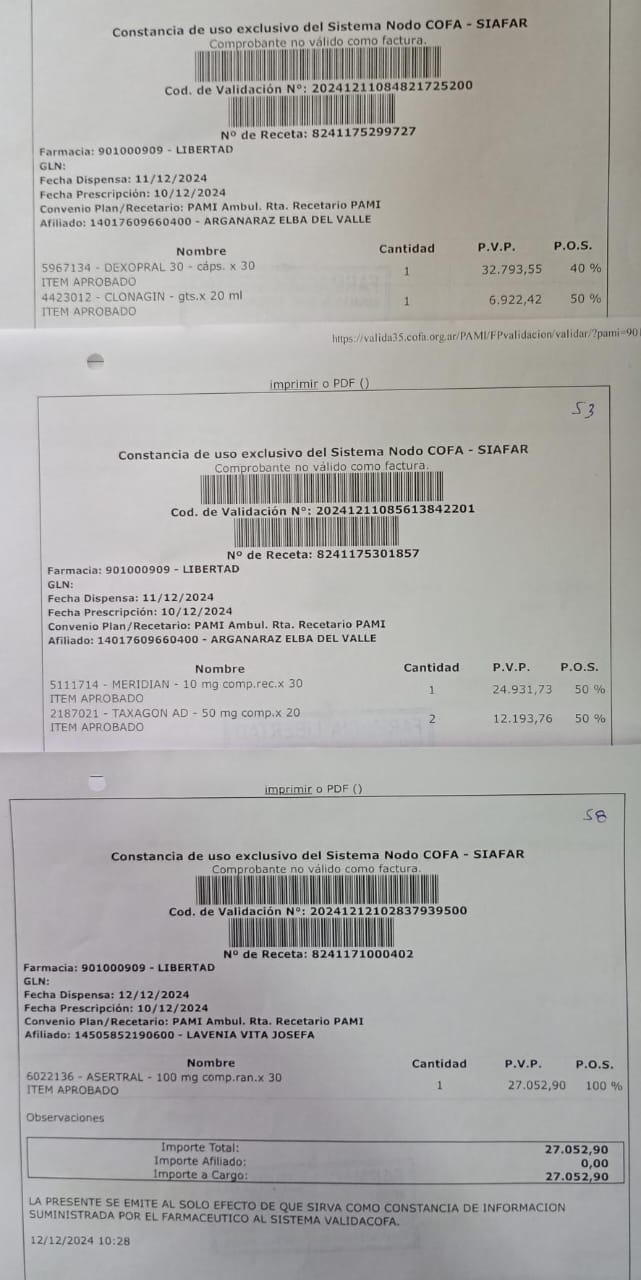 Constancia de uso exclusivo del Sistema Nodo COFA - SIAFAR
Comprobante no válido como factura.
Cod. de Validación Nº: 20241211084821725200
Nº de Receta: 8241175299727
Farmacia: 901000909 - LIBERTAD
GLN:
Fecha Dispensa: 11/12/2024
Fecha Prescripción: 10/12/2024
Convenio Plan/Recetario: PAMI Ambul. Rta. Recetario PAMI
Afiliado: 14017609660400 - ARGANARAZ ELBA DEL VALLE
Nombre Cantidad P.V.P. P.O.S.
5967134 - DEXOPRAL 30 - cáps. x 30 1 32.793,55 40 %
ITEM APROBADO
4423012 - CLONAGIN - gts.x 20 ml 1 6.922,42 50 %
ITEM APROBADO
https://valida35.cofa.org.ar/PAMI/FPvalidacion/validar/?pami=901
imprimir o PDF ()
53
Constancia de uso exclusivo del Sistema Nodo COFA - SIAFAR
Comprobante no válido como factura.
Cod. de Validación Nº: 20241211085613842201
Nº de Receta: 8241175301857
Farmacia: 901000909 - LIBERTAD
GLN:
Fecha Dispensa: 11/12/2024
Fecha Prescripción: 10/12/2024
Convenio Plan/Recetario: PAMI Ambul. Rta. Recetario PAMI
Afiliado: 14017609660400 - ARGANARAZ ELBA DEL VALLE
Nombre Cantidad P.V.P. P.O.S.
5111714 - MERIDIAN - 10 mg comp.rec.x 30 1 24.931,73 50 %
ITEM APROBADO
2187021 - TAXAGON AD - 50 mg comp.x 20 2 12.193,76 50 %
ITEM APROBADO
imprimir o PDF ()
58
Constancia de uso exclusivo del Sistema Nodo COFA - SIAFAR
Comprobante no válido como factura.
Cod. de Validación Nº: 20241212102837939500
Nº de Receta: 8241171000402
Farmacia: 901000909 - LIBERTAD
GLN:
Fecha Dispensa: 12/12/2024
Fecha Prescripción: 10/12/2024
Convenio Plan/Recetario: PAMI Ambul. Rta. Recetario PAMI
Afiliado: 14505852190600 - LAVENIA VITA JOSEFA
Nombre Cantidad P.V.P. P.O.S.
6022136 - ASERTRAL - 100 mg comp.ran.x 30 1 27.052,90 100 %
ITEM APROBADO
Observaciones
Importe Total: 27.052,90
Importe Afiliado: 0,00
Importe a Cargo: 27.052,90
LA PRESENTE SE EMITE AL SOLO EFECTO DE QUE SIRVA COMO CONSTANCIA DE INFORMACION
SUMINISTRADA POR EL FARMACEUTICO AL SISTEMA VALIDACOFA.
12/12/2024 10:28